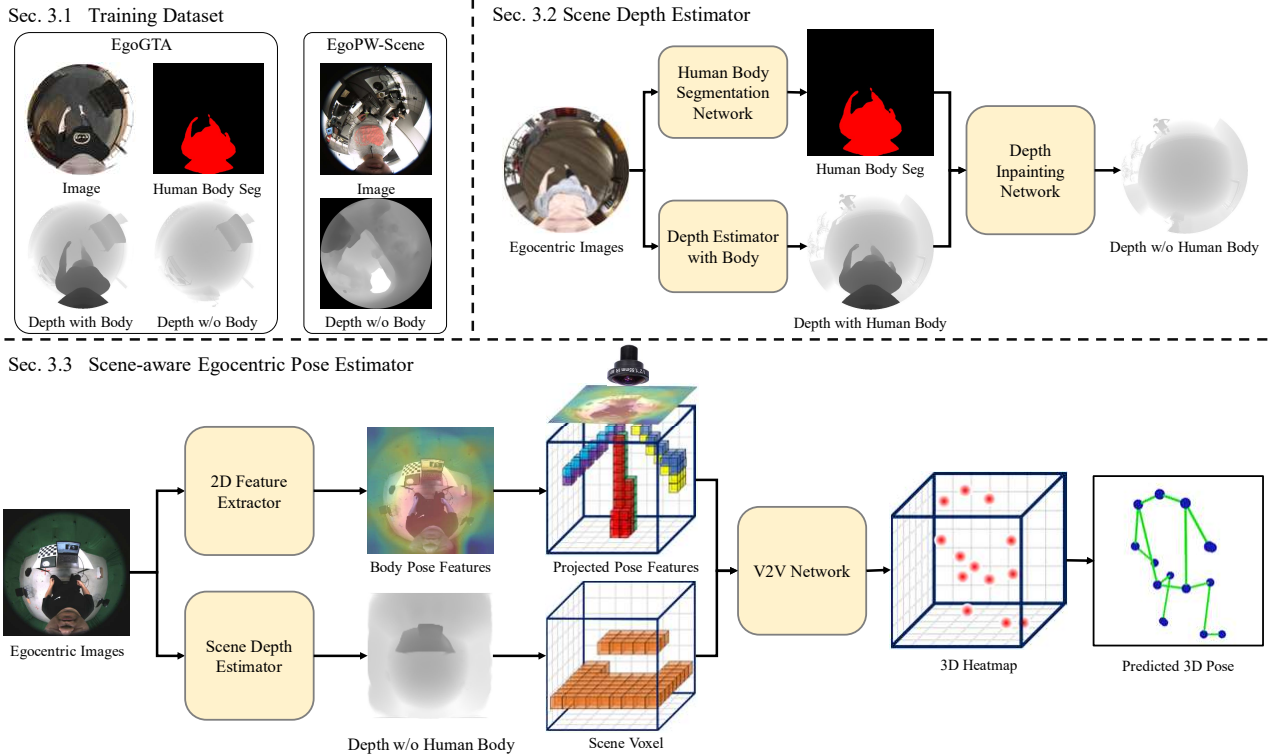 Sec. 3.1 Training Dataset
EgoGTA
Image
Human Body Seg
Depth with Body
Depth w/o Body
EgoPW-Scene
Image
Depth w/o Body
Sec. 3.2 Scene Depth Estimator
Egocentric Images
Human Body
Segmentation
Network
Human Body Seg
Depth Estimator
with Body
Depth with Human Body
Depth
Inpainting
Network
Depth w/o Human Body
Sec. 3.3 Scene-aware Egocentric Pose Estimator
Egocentric Images
2D Feature
Extractor
Body Pose Features
Projected Pose Features
Scene Depth
Estimator
Depth w/o Human Body
Scene Voxel
V2V Network
3D Heatmap
Predicted 3D Pose